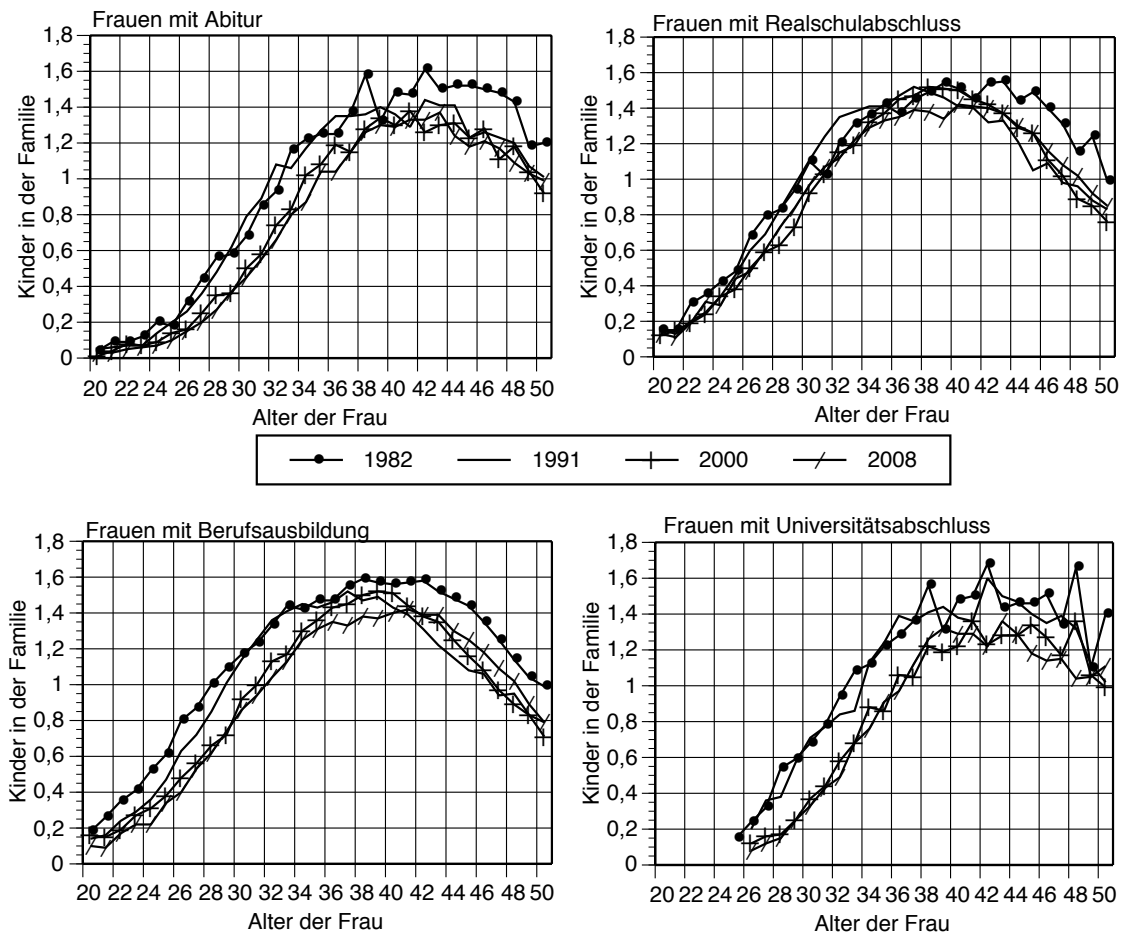 Frauen mit Abitur
Kinder in der Familie
1,8
1,6
1,4
1,2
1
0,8
0,6
0,4
0,2
0
20 22 24 26 28 30 32 34 36 38 40 42 44 46 48 50
Alter der Frau
Frauen mit Realschulabschluss
Kinder in der Familie
1,8
1,6
1,4
1,2
1
0,8
0,6
0,4
0,2
0
20 22 24 26 28 30 32 34 36 38 40 42 44 46 48 50
Alter der Frau
1982 1991 2000 2008
Frauen mit Berufsausbildung
Kinder in der Familie
1,8
1,6
1,4
1,2
1
0,8
0,6
0,4
0,2
0
20 22 24 26 28 30 32 34 36 38 40 42 44 46 48 50
Alter der Frau
Frauen mit Universitätsabschluss
Kinder in der Familie
1,8
1,6
1,4
1,2
1
0,8
0,6
0,4
0,2
0
20 22 24 26 28 30 32 34 36 38 40 42 44 46 48 50
Alter der Frau